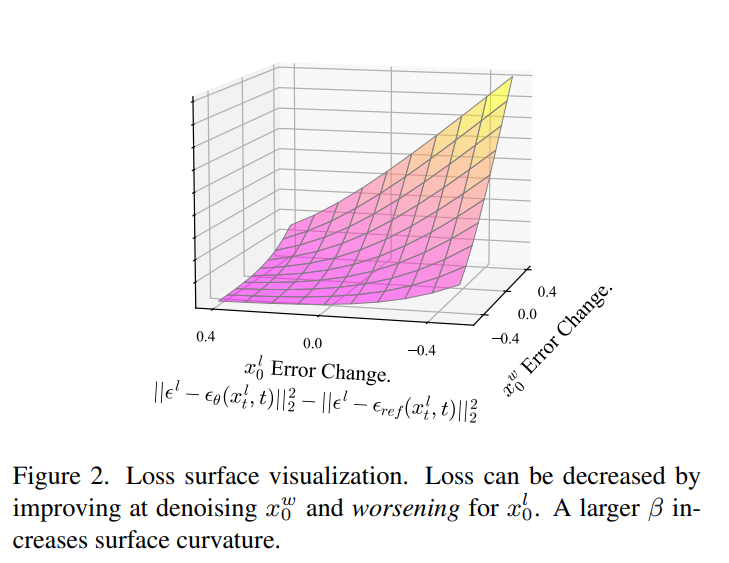 0.4
0.0
−0.4
0.4
0.0
−0.4
x_0^l Error Change.
||ϵ^l − ϵ_θ(x_t^l, t)||_2^2 − ||ϵ^l − ϵ_ref(x_t^l, t)||_2^2
x_0^w Error Change.
Figure 2. Loss surface visualization. Loss can be decreased by
improving at denoising x_0^w and worsening for x_0^l. A larger β in-
creases surface curvature.